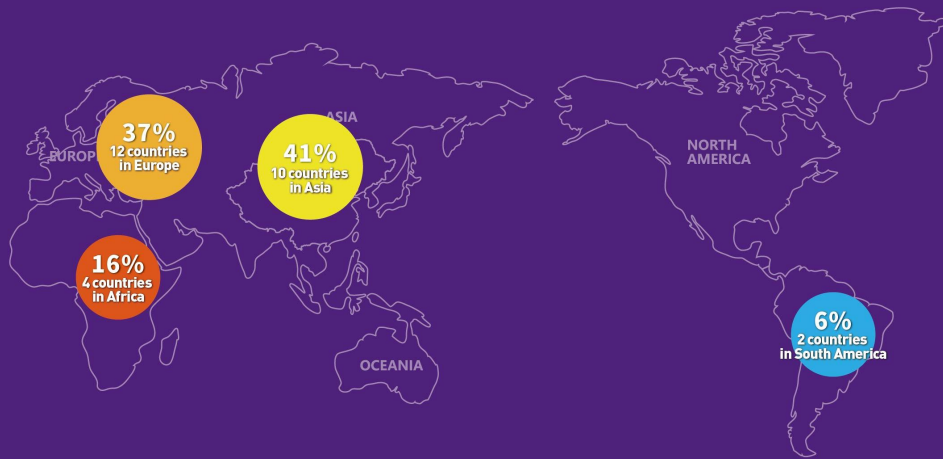 ASIA
37%
12 countries
in Europe
EUROP
41%
10 countries
in Asia
NORTH
AMERICA
16%
4 countries
in Africa
6%
2 countries
in South America
OCEANIA